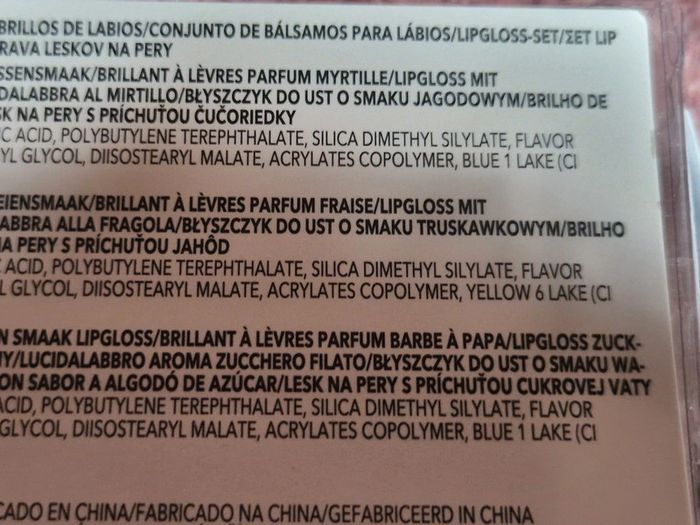 BRILLOS DE LABIOS/CONJUNTO DE BÁLSAMOS PARA LÁBIOS/LIPGLOSS-SET/ΣΕΤ LIP
RAVA LESKOV NA PERY
SSENSMAAK/BRILLANT À LÈVRES PARFUM MYRTILLE/LIPGLOSS MIT
IDALABBRA AL MIRTILLO/BŁYSZCZYK DO UST O SMAKU JAGODOWYM/BRILHO DE
SK NA PERY S PRÍCHUŤOU ČUČORIEDKY
IC ACID, POLYBUTYLENE TEREPHTHALATE, SILICA DIMETHYL SILYLATE, FLAVOR
YL GLYCOL, DIISOSTEARYL MALATE, ACRYLATES COPOLYMER, BLUE 1 LAKE (CI
EIENSMAAK/BRILLANT À LÈVRES PARFUM FRAISE/LIPGLOSS MIT
ALABBRA ALLA FRAGOLA/BŁYSZCZYK DO UST O SMAKU TRUSKAWKOWYM/BRILHO
NA PERY S PRÍCHUŤOU JAHÔD
C ACID, POLYBUTYLENE TEREPHTHALATE, SILICA DIMETHYL SILYLATE, FLAVOR
L GLYCOL, DIISOSTEARYL MALATE, ACRYLATES COPOLYMER, YELLOW 6 LAKE (CI
N SMAAK LIPGLOSS/BRILLANT À LÈVRES PARFUM BARBE À PAPA/LIPGLOSS ZUCK-
NY/LUCIDALABBRO AROMA ZUCCHERO FILATO/BŁYSZCZYK DO UST O SMAKU WA-
ON SABOR A ALGODÓ DE AZÚCAR/LESK NA PERY S PRÍCHUŤOU CUKROVEJ VATY
ACID, POLYBUTYLENE TEREPHTHALATE, SILICA DIMETHYL SILYLATE, FLAVOR
GLYCOL, DIISOSTEARYL MALATE, ACRYLATES COPOLYMER, BLUE 1 LAKE (CI
CADO EN CHINA/FABRICADO NA CHINA/GEFABRICEERD IN CHINA